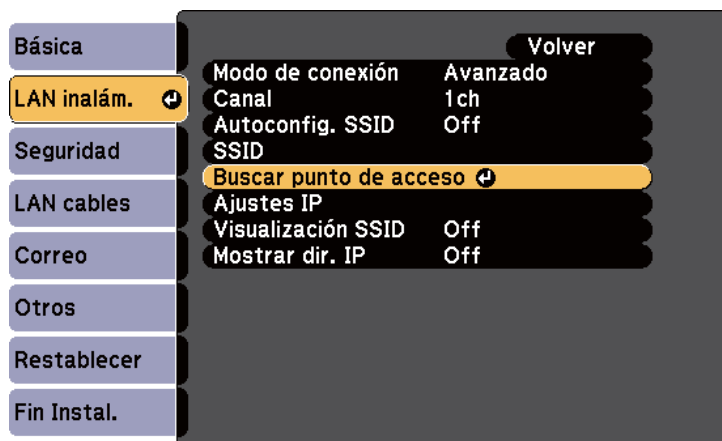 Básica
LAN inalám.
Seguridad
LAN cables
Correo
Otros
Restablecer
Fin Instal.
Volver
Modo de conexión Avanzado
Canal 1ch
Autoconfig. SSID Off
SSID
Buscar punto de acceso
Ajustes IP
Visualización SSID Off
Mostrar dir. IP Off